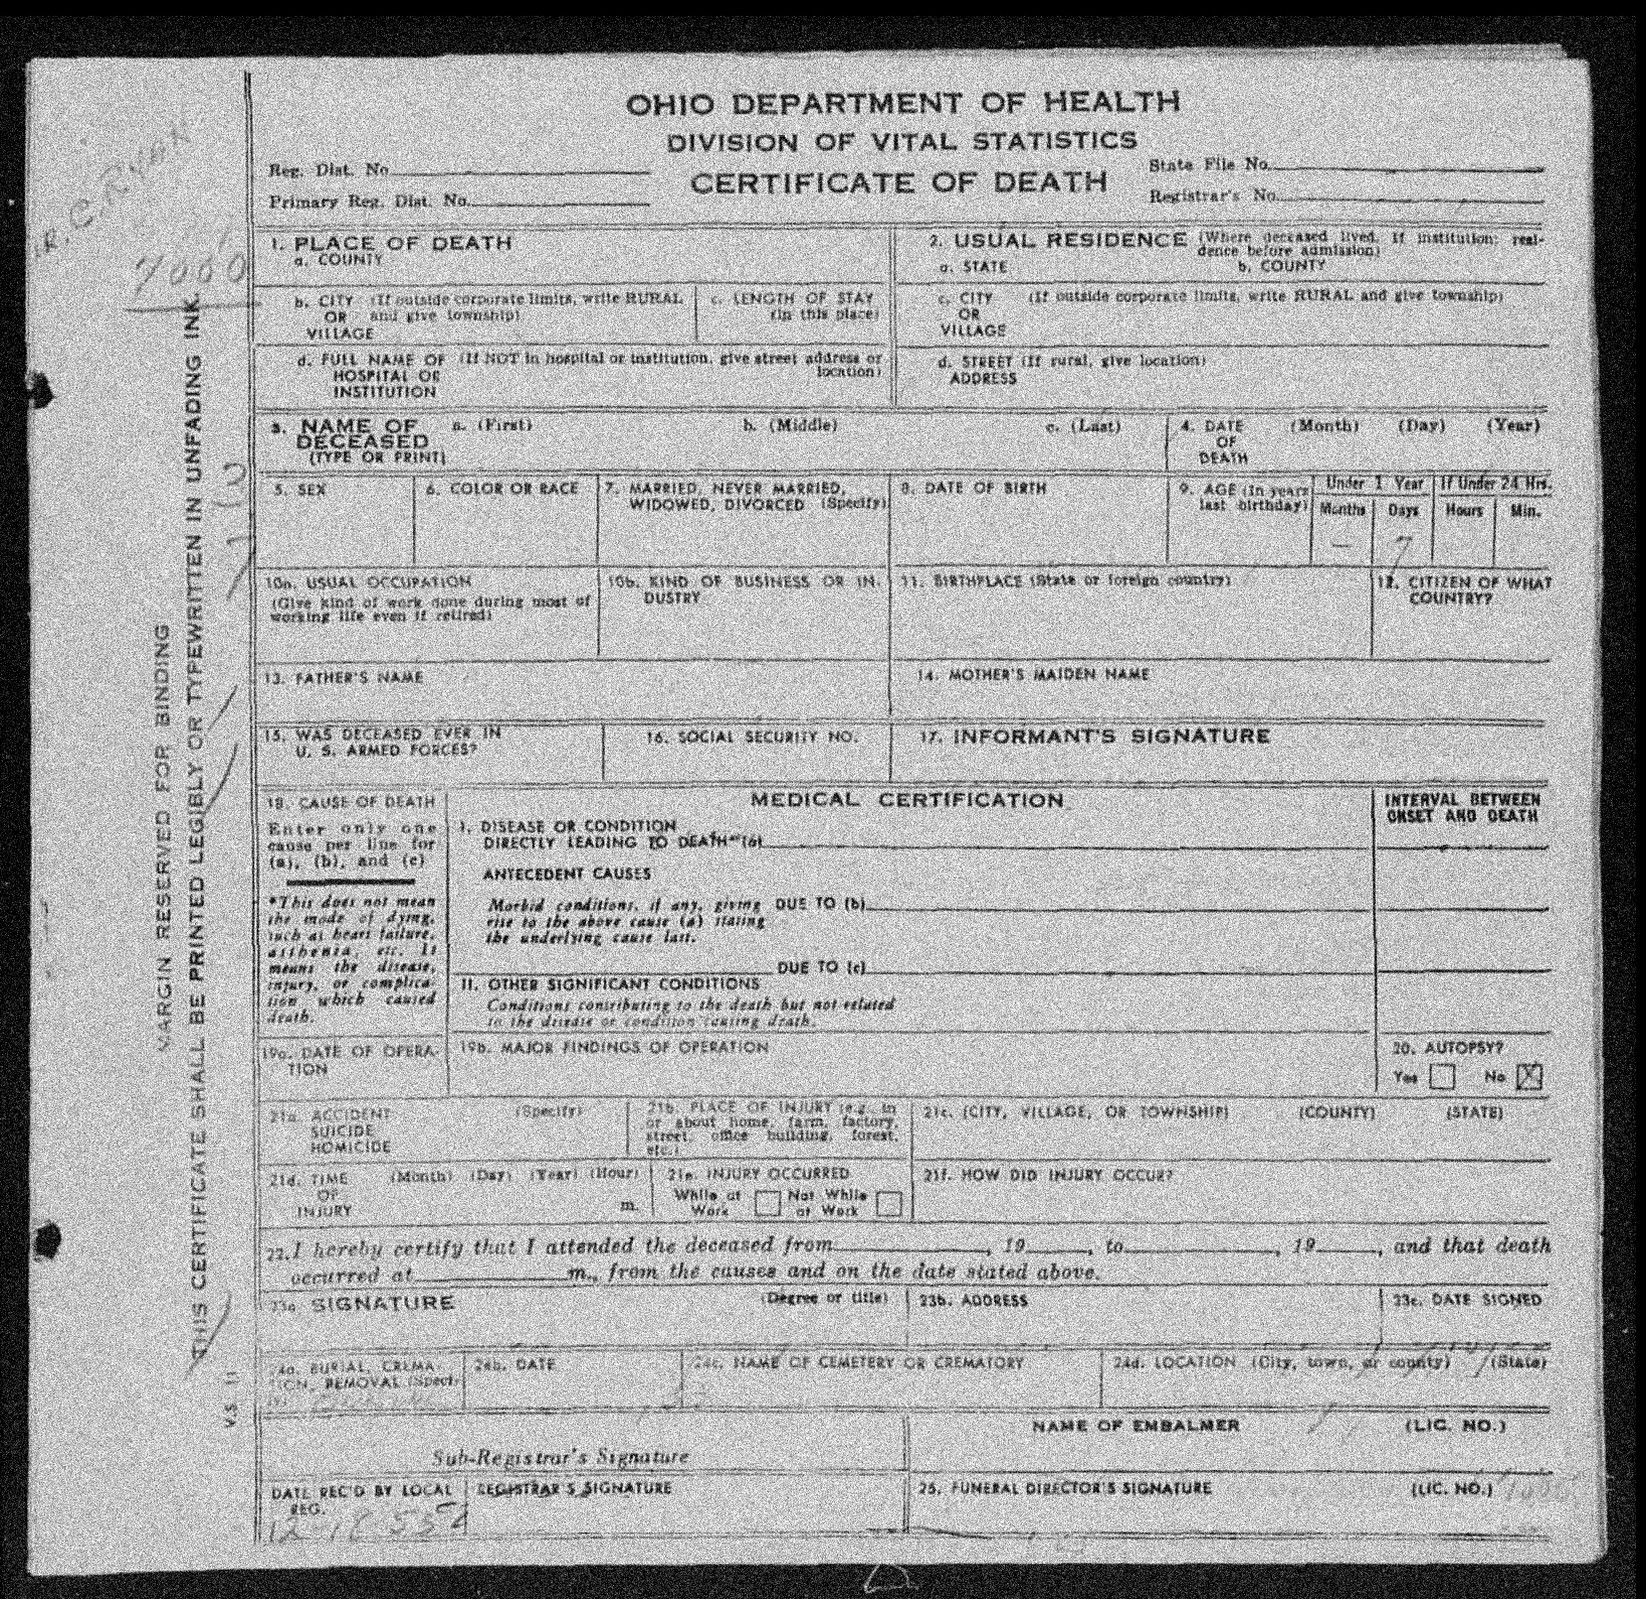 OHIO DEPARTMENT OF HEALTH
DIVISION OF VITAL STATISTICS
CERTIFICATE OF DEATH
Reg. Dist. No.
Primary Reg. Dist. No.
State File No.
Registrar's No.
1. PLACE OF DEATH
a. COUNTY
b. CITY (If outside corporate limits, write RURAL
OR and give township)
VILLAGE
c. LENGTH OF STAY
(in this place)
d. FULL NAME OF (If NOT in hospital or institution, give street address or
HOSPITAL OR location)
INSTITUTION
2. USUAL RESIDENCE (Where deceased lived. If institution: resi-
dence before admission)
a. STATE b. COUNTY
c. CITY (If outside corporate limits, write RURAL and give township)
OR
VILLAGE
d. STREET (If rural, give location)
ADDRESS
3. NAME OF a. (First) b. (Middle) c. (Last)
DECEASED
(TYPE OR PRINT)
4. DATE (Month) (Day) (Year)
OF
DEATH
5. SEX
6. COLOR OR RACE
7. MARRIED, NEVER MARRIED,
WIDOWED, DIVORCED (Specify)
8. DATE OF BIRTH
9. AGE (In years
last birthday)
Under 1 Year
Months Days
— 7
If Under 24 Hrs.
Hours Min.
10a. USUAL OCCUPATION
(Give kind of work done during most of
working life even if retired)
10b. KIND OF BUSINESS OR IN-
DUSTRY
11. BIRTHPLACE (State or foreign country)
12. CITIZEN OF WHAT
COUNTRY?
13. FATHER'S NAME
14. MOTHER'S MAIDEN NAME
15. WAS DECEASED EVER IN
U. S. ARMED FORCES?
16. SOCIAL SECURITY NO.
17. INFORMANT'S SIGNATURE
18. CAUSE OF DEATH
Enter only one
cause per line for
(a), (b), and (c)
*This does not mean
the mode of dying,
such as heart failure,
asthenia, etc. It
means the disease,
injury, or complica-
tion which caused
death.
MEDICAL CERTIFICATION
I. DISEASE OR CONDITION
DIRECTLY LEADING TO DEATH* (a)
ANTECEDENT CAUSES
Morbid conditions, if any, giving DUE TO (b)
rise to the above cause (a) stating
the underlying cause last.
DUE TO (c)
II. OTHER SIGNIFICANT CONDITIONS
Conditions contributing to the death but not related
to the disease or condition causing death.
INTERVAL BETWEEN
ONSET AND DEATH
19a. DATE OF OPERA-
TION
19b. MAJOR FINDINGS OF OPERATION
20. AUTOPSY?
Yes No X
21a. ACCIDENT (Specify)
SUICIDE
HOMICIDE
21b. PLACE OF INJURY (e.g., in
or about home, farm, factory,
street, office building, forest,
etc.)
21c. (CITY, VILLAGE, OR TOWNSHIP) (COUNTY) (STATE)
21d. TIME (Month) (Day) (Year) (Hour)
OF
INJURY m.
21e. INJURY OCCURRED
While at Not While
Work at Work
21f. HOW DID INJURY OCCUR?
22. I hereby certify that I attended the deceased from , 19 , to , 19 , and that death
occurred at m., from the causes and on the date stated above.
23a. SIGNATURE (Degree or title)
23b. ADDRESS
23c. DATE SIGNED
24a. BURIAL, CREMA-
TION, REMOVAL (Speci-
24b. DATE
24c. NAME OF CEMETERY OR CREMATORY
24d. LOCATION (City, town, or county) (State)
Sub-Registrar's Signature
NAME OF EMBALMER (LIC. NO.)
DATE REC'D BY LOCAL
REG.
REGISTRAR'S SIGNATURE
25. FUNERAL DIRECTOR'S SIGNATURE (LIC. NO.)
MARGIN RESERVED FOR BINDING
THIS CERTIFICATE SHALL BE PRINTED LEGIBLY OR TYPEWRITTEN IN UNFADING INK.
V.S. 11